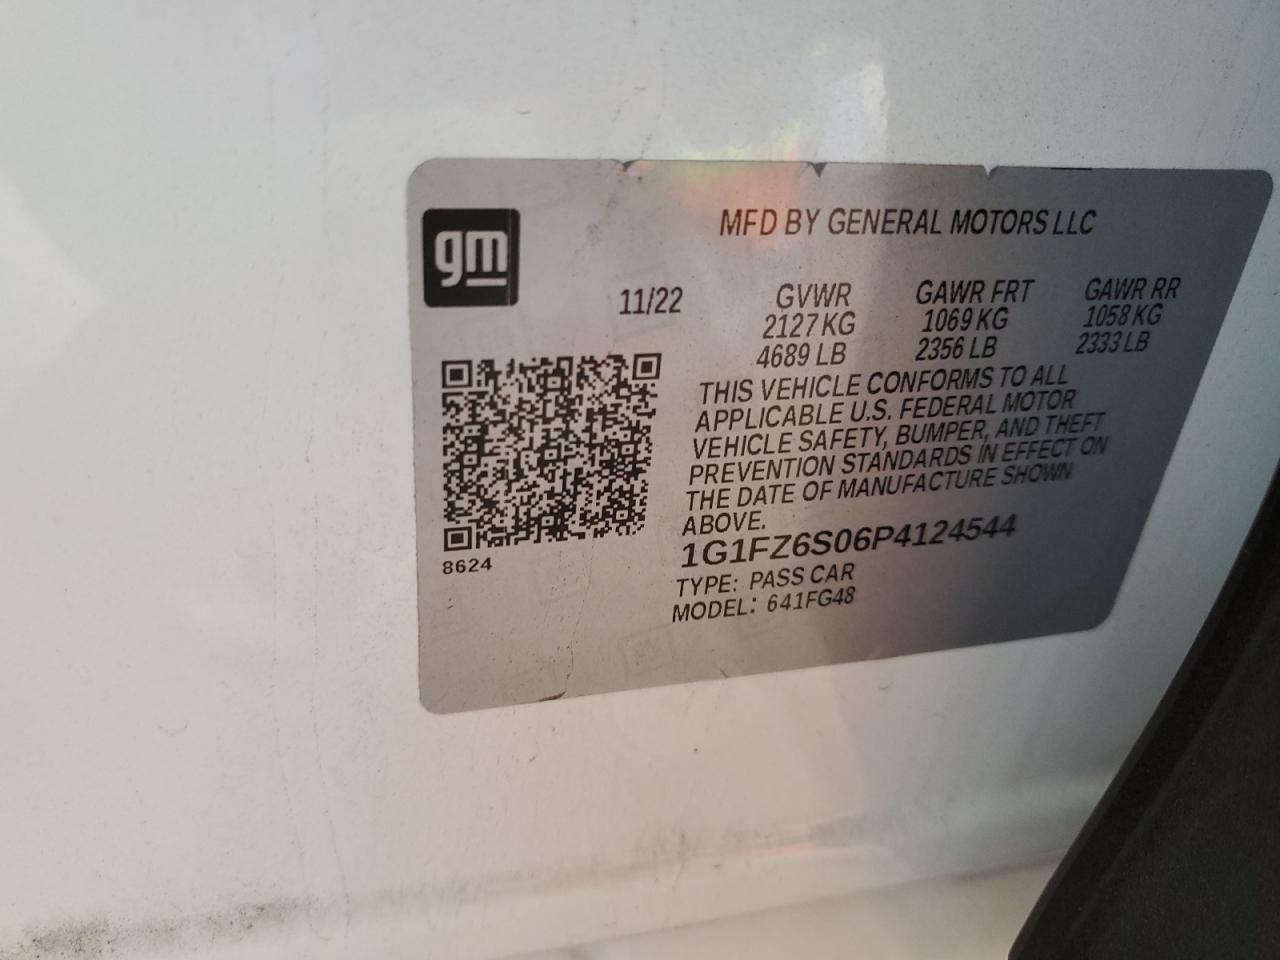 gm
MFD BY GENERAL MOTORS LLC
11/22 GVWR GAWR FRT GAWR RR
2127 KG 1069 KG 1058 KG
4689 LB 2356 LB 2333 LB
THIS VEHICLE CONFORMS TO ALL
APPLICABLE U.S. FEDERAL MOTOR
VEHICLE SAFETY, BUMPER, AND THEFT
PREVENTION STANDARDS IN EFFECT ON
THE DATE OF MANUFACTURE SHOWN
ABOVE.
1G1FZ6S06P4124544
8624
TYPE: PASS CAR
MODEL: 641FG48